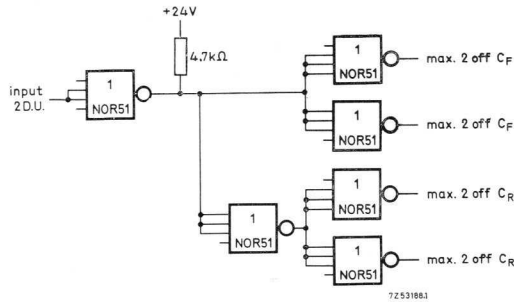 +24V
4.7kΩ
input
2 D.U.
1
NOR51
1
NOR51
max. 2 off C_F
1
NOR51
max. 2 off C_F
1
NOR51
1
NOR51
max. 2 off C_R
1
NOR51
max. 2 off C_R
7Z53188.1